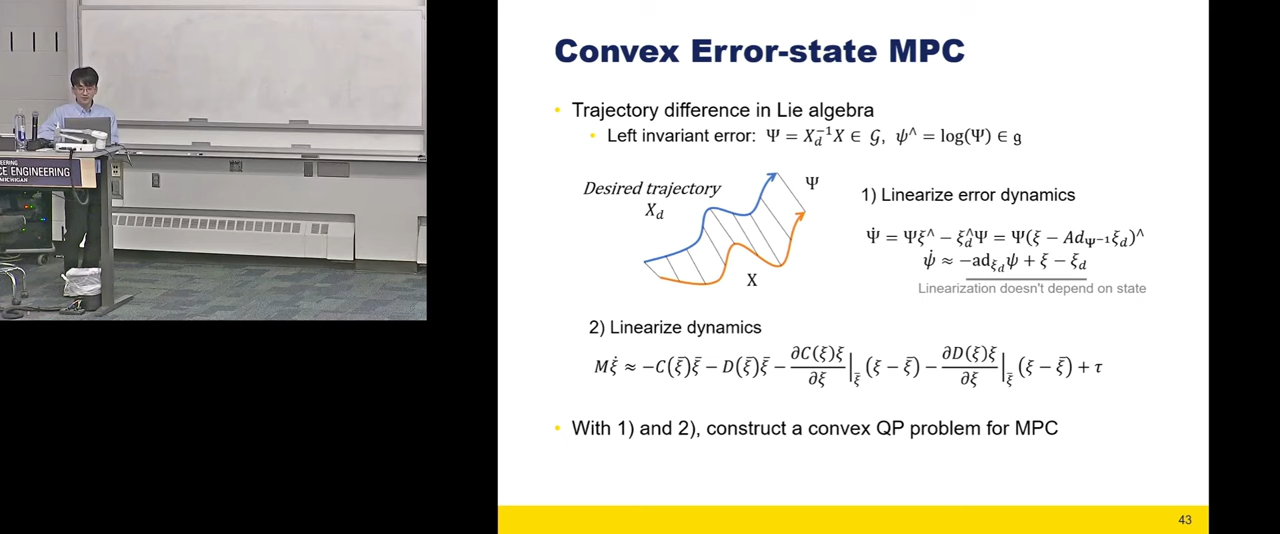 Convex Error-state MPC
• Trajectory difference in Lie algebra
• Left invariant error: Ψ = X_d^{-1}X ∈ 𝒢, ψ^∧ = log(Ψ) ∈ 𝔤
Desired trajectory
X_d
Ψ
X
1) Linearize error dynamics
Ψ̇ = Ψξ^∧ − ξ_d^∧Ψ = Ψ(ξ − Ad_{Ψ^{-1}}ξ_d)^∧
ψ̇ ≈ −ad_{ξ_d}ψ + ξ − ξ_d
Linearization doesn't depend on state
2) Linearize dynamics
Mξ̇ ≈ −C(ξ̄)ξ̄ − D(ξ̄)ξ̄ − ∂C(ξ)ξ/∂ξ|_ξ̄ (ξ − ξ̄) − ∂D(ξ)ξ/∂ξ|_ξ̄ (ξ − ξ̄) + τ
• With 1) and 2), construct a convex QP problem for MPC
43
ENGINEERING